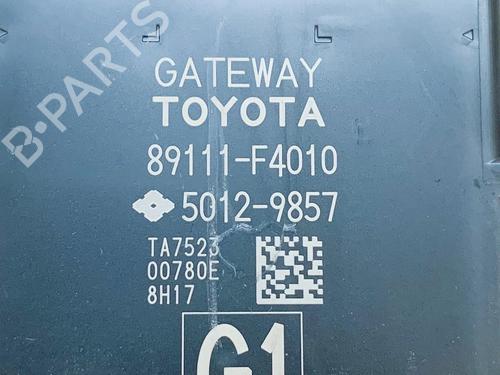 B-PARTS
GATEWAY
TOYOTA
89111-F4010
5012-9857
TA7523
00780E
8H17
G1